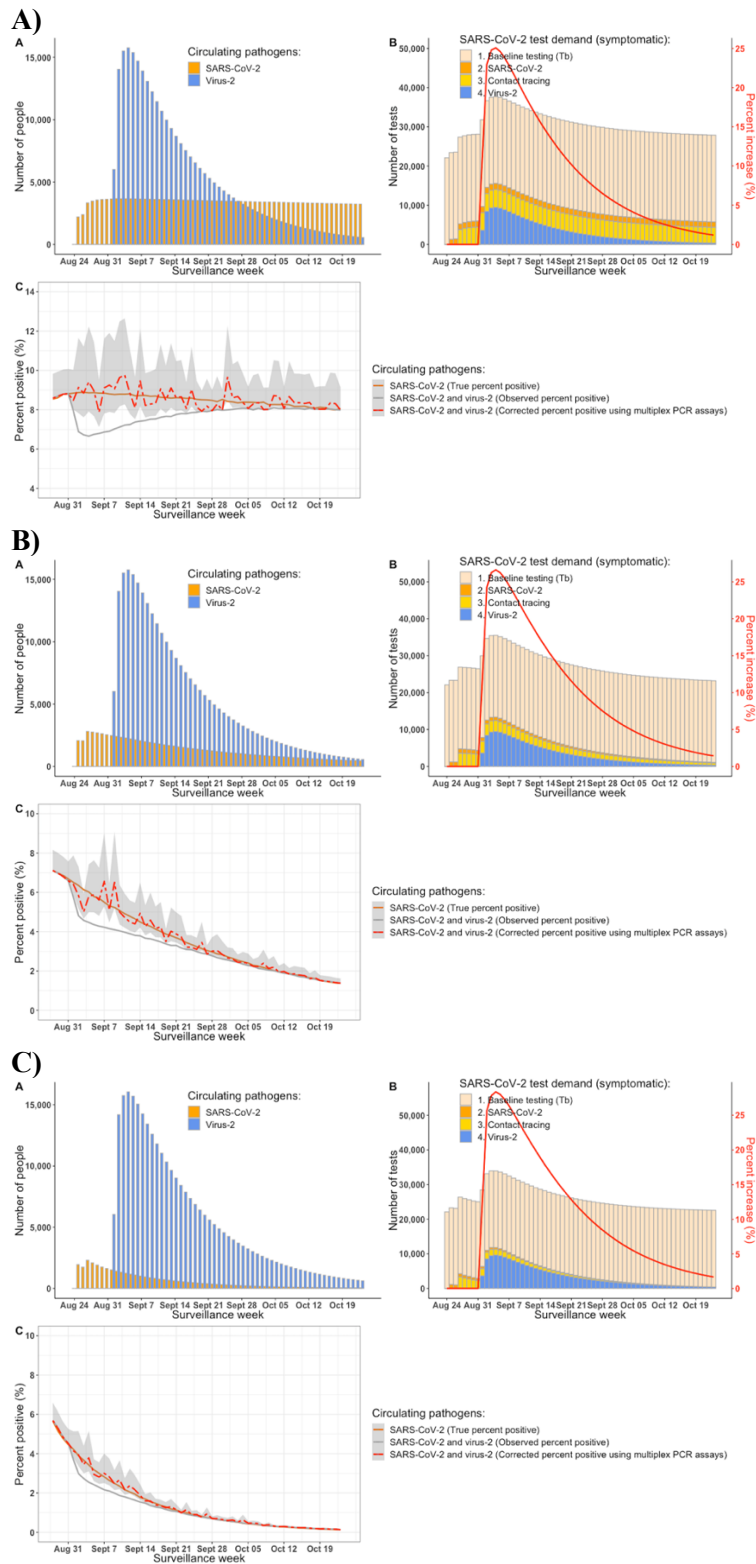 A)
A
Circulating pathogens:
SARS-CoV-2
Virus-2
Number of people
15,000
10,000
5,000
0
Aug 24 Aug 31 Sept 7 Sept 14 Sept 21 Sept 28 Oct 05 Oct 12 Oct 19
Surveillance week
B
SARS-CoV-2 test demand (symptomatic):
1. Baseline testing (Tb)
2. SARS-CoV-2
3. Contact tracing
4. Virus-2
Number of tests
50,000
40,000
30,000
20,000
10,000
0
Percent increase (%)
25
20
15
10
5
0
Aug 24 Aug 31 Sept 7 Sept 14 Sept 21 Sept 28 Oct 05 Oct 12 Oct 19
Surveillance week
C
Percent positive (%)
14
12
10
8
6
4
Aug 31 Sept 7 Sept 14 Sept 21 Sept 28 Oct 05 Oct 12 Oct 19
Surveillance week
Circulating pathogens:
SARS-CoV-2 (True percent positive)
SARS-CoV-2 and virus-2 (Observed percent positive)
SARS-CoV-2 and virus-2 (Corrected percent positive using multiplex PCR assays)
B)
A
Circulating pathogens:
SARS-CoV-2
Virus-2
Number of people
15,000
10,000
5,000
0
Aug 24 Aug 31 Sept 7 Sept 14 Sept 21 Sept 28 Oct 05 Oct 12 Oct 19
Surveillance week
B
SARS-CoV-2 test demand (symptomatic):
1. Baseline testing (Tb)
2. SARS-CoV-2
3. Contact tracing
4. Virus-2
Number of tests
50,000
40,000
30,000
20,000
10,000
0
Percent increase (%)
25
20
15
10
5
0
Aug 24 Aug 31 Sept 7 Sept 14 Sept 21 Sept 28 Oct 05 Oct 12 Oct 19
Surveillance week
C
Percent positive (%)
10
8
6
4
2
0
Aug 31 Sept 7 Sept 14 Sept 21 Sept 28 Oct 05 Oct 12 Oct 19
Surveillance week
Circulating pathogens:
SARS-CoV-2 (True percent positive)
SARS-CoV-2 and virus-2 (Observed percent positive)
SARS-CoV-2 and virus-2 (Corrected percent positive using multiplex PCR assays)
C)
A
Circulating pathogens:
SARS-CoV-2
Virus-2
Number of people
15,000
10,000
5,000
0
Aug 24 Aug 31 Sept 7 Sept 14 Sept 21 Sept 28 Oct 05 Oct 12 Oct 19
Surveillance week
B
SARS-CoV-2 test demand (symptomatic):
1. Baseline testing (Tb)
2. SARS-CoV-2
3. Contact tracing
4. Virus-2
Number of tests
50,000
40,000
30,000
20,000
10,000
0
Percent increase (%)
25
20
15
10
5
0
Aug 24 Aug 31 Sept 7 Sept 14 Sept 21 Sept 28 Oct 05 Oct 12 Oct 19
Surveillance week
C
Percent positive (%)
10
8
6
4
2
0
Aug 31 Sept 7 Sept 14 Sept 21 Sept 28 Oct 05 Oct 12 Oct 19
Surveillance week
Circulating pathogens:
SARS-CoV-2 (True percent positive)
SARS-CoV-2 and virus-2 (Observed percent positive)
SARS-CoV-2 and virus-2 (Corrected percent positive using multiplex PCR assays)